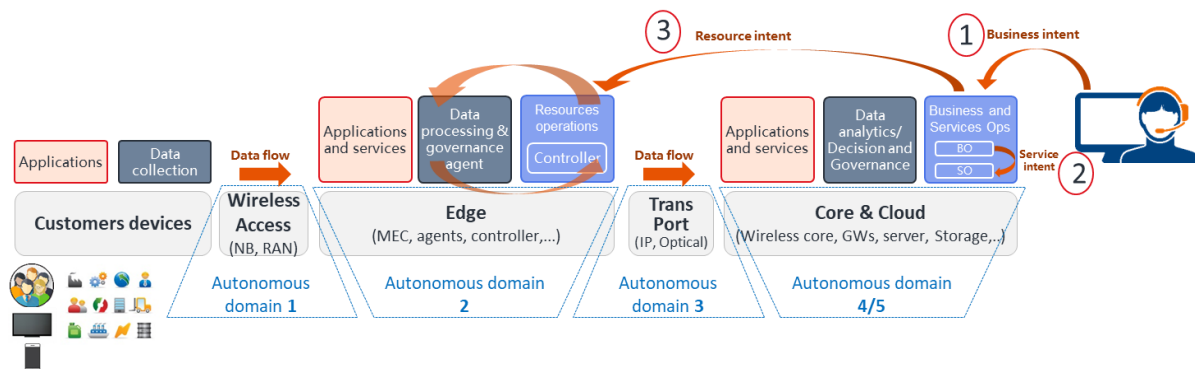 3
Resource intent
1
Business intent
Applications
Data
collection
Data flow
Applications
and services
Data
processing &
governance
agent
Resources
operations
Controller
Data flow
Applications
and services
Data
analytics/
Decision and
Governance
Business and
Services Ops
BO
SO
Service
intent
2
Customers devices
Wireless
Access
(NB, RAN)
Edge
(MEC, agents, controller,...)
Trans
Port
(IP, Optical)
Core & Cloud
(Wireless core, GWs, server, Storage,..)
Autonomous
domain 1
Autonomous domain
2
Autonomous
domain 3
Autonomous domain
4/5